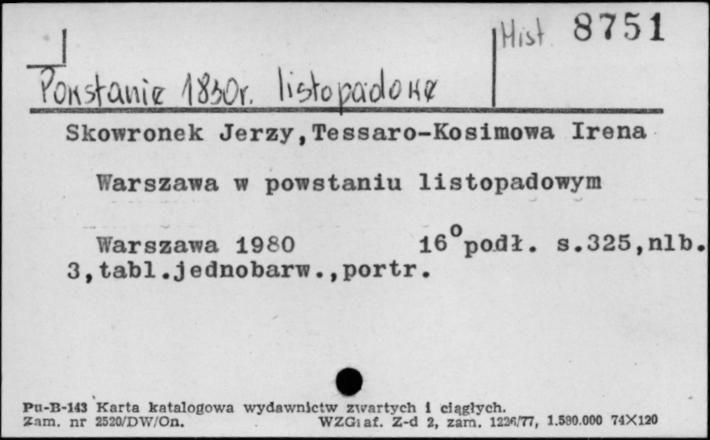 Hist 8751
Powstanie 1830r. listopadowe
Skowronek Jerzy,Tessaro-Kosimowa Irena
Warszawa w powstaniu listopadowym
Warszawa 1980 16° podł. s.325,nlb.
3,tabl.jednobarw.,portr.
Pu-B-143 Karta katalogowa wydawnictw zwartych i ciągłych.
Zam. nr 2520/DW/On. WZGraf. Z-d 2, zam. 1226/77, 1.580.000 74X120